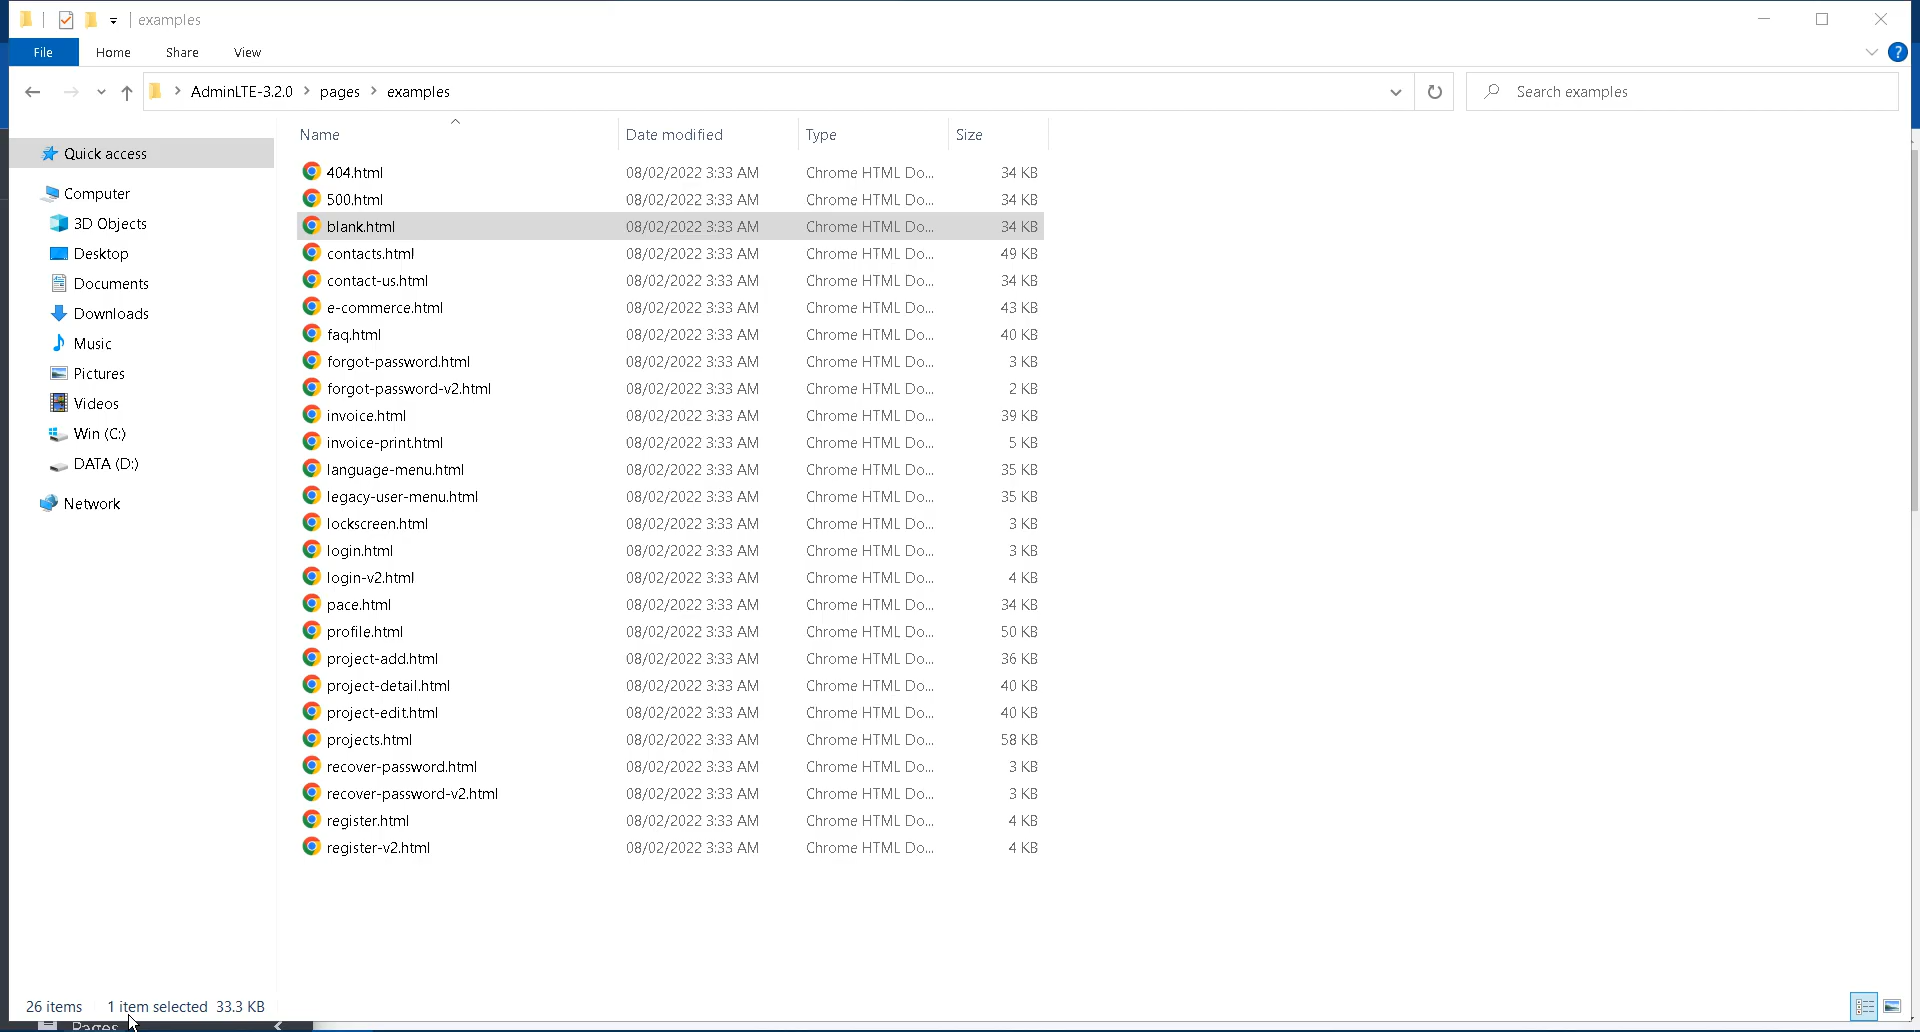 examples
File Home Share View
AdminLTE-3.2.0 pages examples Search examples
Name Date modified Type Size
Quick access
Computer
3D Objects
Desktop
Documents
Downloads
Music
Pictures
Videos
Win (C:)
DATA (D:)
Network
404.html 08/02/2022 3:33 AM Chrome HTML Do... 34 KB
500.html 08/02/2022 3:33 AM Chrome HTML Do... 34 KB
blank.html 08/02/2022 3:33 AM Chrome HTML Do... 34 KB
contacts.html 08/02/2022 3:33 AM Chrome HTML Do... 49 KB
contact-us.html 08/02/2022 3:33 AM Chrome HTML Do... 34 KB
e-commerce.html 08/02/2022 3:33 AM Chrome HTML Do... 43 KB
faq.html 08/02/2022 3:33 AM Chrome HTML Do... 40 KB
forgot-password.html 08/02/2022 3:33 AM Chrome HTML Do... 3 KB
forgot-password-v2.html 08/02/2022 3:33 AM Chrome HTML Do... 2 KB
invoice.html 08/02/2022 3:33 AM Chrome HTML Do... 39 KB
invoice-print.html 08/02/2022 3:33 AM Chrome HTML Do... 5 KB
language-menu.html 08/02/2022 3:33 AM Chrome HTML Do... 35 KB
legacy-user-menu.html 08/02/2022 3:33 AM Chrome HTML Do... 35 KB
lockscreen.html 08/02/2022 3:33 AM Chrome HTML Do... 3 KB
login.html 08/02/2022 3:33 AM Chrome HTML Do... 3 KB
login-v2.html 08/02/2022 3:33 AM Chrome HTML Do... 4 KB
pace.html 08/02/2022 3:33 AM Chrome HTML Do... 34 KB
profile.html 08/02/2022 3:33 AM Chrome HTML Do... 50 KB
project-add.html 08/02/2022 3:33 AM Chrome HTML Do... 36 KB
project-detail.html 08/02/2022 3:33 AM Chrome HTML Do... 40 KB
project-edit.html 08/02/2022 3:33 AM Chrome HTML Do... 40 KB
projects.html 08/02/2022 3:33 AM Chrome HTML Do... 58 KB
recover-password.html 08/02/2022 3:33 AM Chrome HTML Do... 3 KB
recover-password-v2.html 08/02/2022 3:33 AM Chrome HTML Do... 3 KB
register.html 08/02/2022 3:33 AM Chrome HTML Do... 4 KB
register-v2.html 08/02/2022 3:33 AM Chrome HTML Do... 4 KB
26 items 1 item selected 33.3 KB
Pages